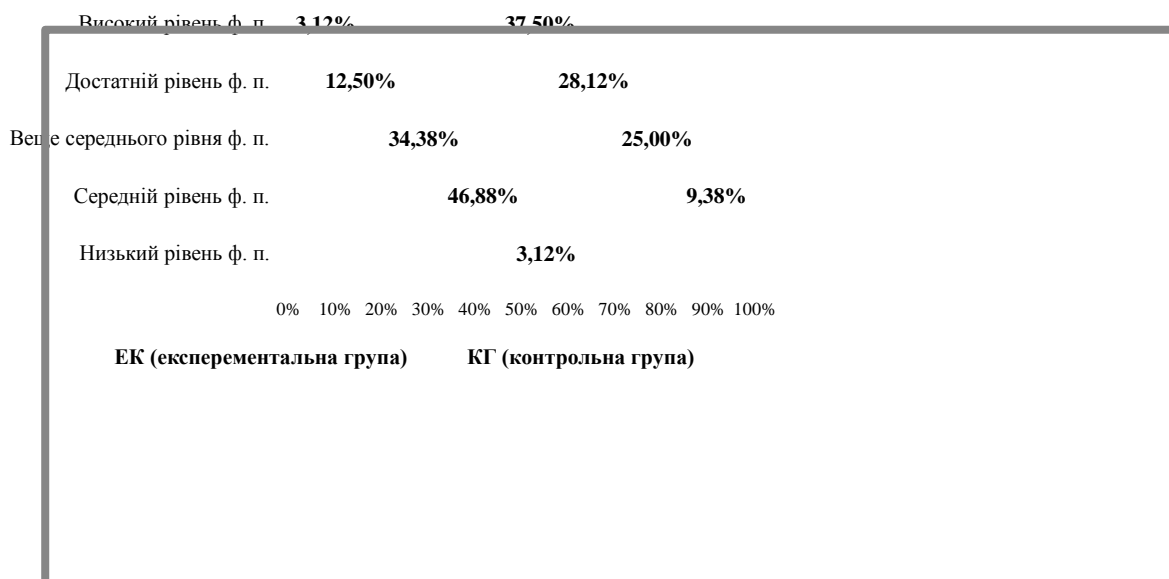 Високий рівень ф. п. 3,12% 37,50%
Достатній рівень ф. п. 12,50% 28,12%
Веще середнього рівня ф. п. 34,38% 25,00%
Середній рівень ф. п. 46,88% 9,38%
Низький рівень ф. п. 3,12%
0% 10% 20% 30% 40% 50% 60% 70% 80% 90% 100%
ЕК (експерементальна група) КГ (контрольна група)